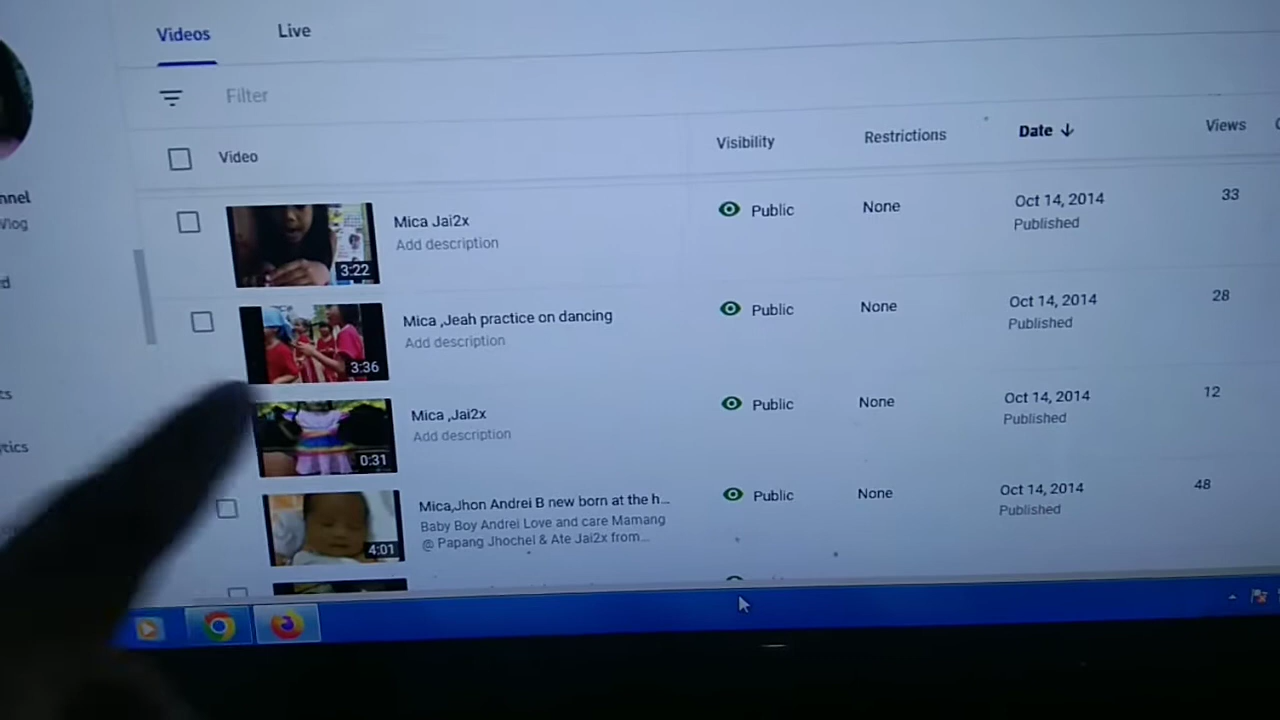 Videos Live
Filter
Video Visibility Restrictions Date Views
Mica Jai2x Public None Oct 14, 2014 33
Add description Published
3:22
nnel
Vlog
Mica ,Jeah practice on dancing Public None Oct 14, 2014 28
Add description Published
3:36
Mica ,Jai2x Public None Oct 14, 2014 12
Add description Published
0:31
Mica,Jhon Andrei B new born at the h... Public None Oct 14, 2014 48
Baby Boy Andrei Love and care Mamang Published
@ Papang Jhochel & Ate Jai2x from...
4:01